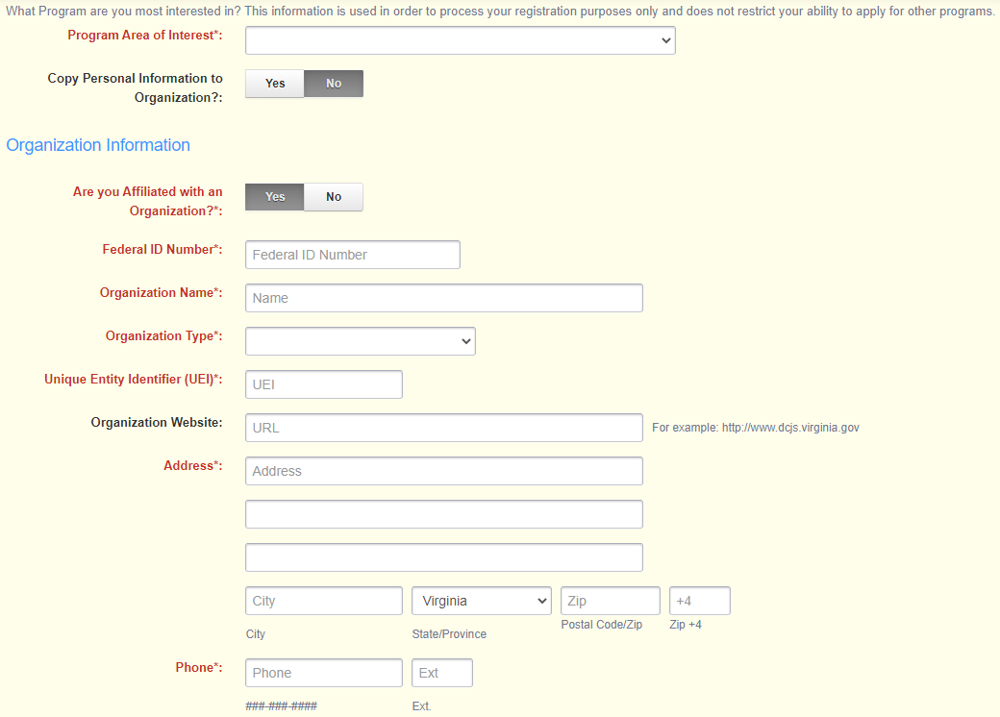 What Program are you most interested in? This information is used in order to process your registration purposes only and does not restrict your ability to apply for other programs.
Program Area of Interest*:
Copy Personal Information to
Organization?:
Yes No
Organization Information
Are you Affiliated with an
Organization?*:
Yes No
Federal ID Number*: Federal ID Number
Organization Name*: Name
Organization Type*:
Unique Entity Identifier (UEI)*: UEI
Organization Website: URL For example: http://www.dcjs.virginia.gov
Address*: Address
City Virginia Zip +4
City State/Province Postal Code/Zip Zip +4
Phone*: Phone Ext
###-###-#### Ext.